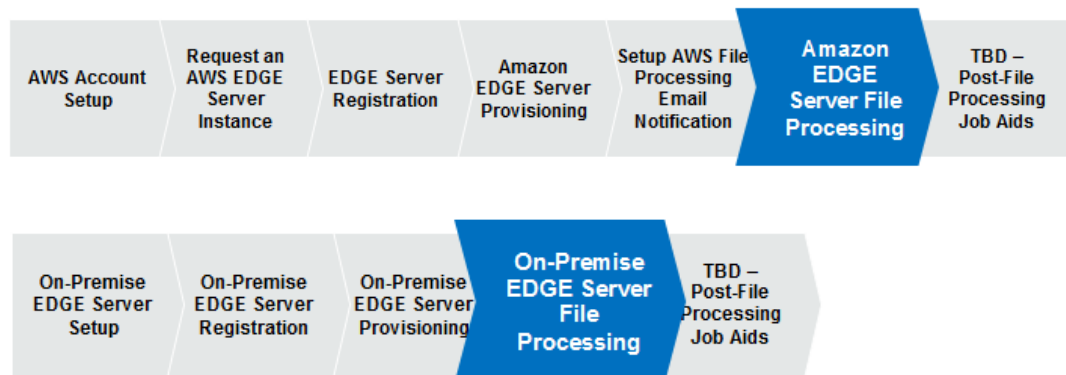 AWS Account
Setup
Request an
AWS EDGE
Server
Instance
EDGE Server
Registration
Amazon
EDGE Server
Provisioning
Setup AWS File
Processing
Email
Notification
Amazon
EDGE
Server File
Processing
TBD –
Post-File
Processing
Job Aids
On-Premise
EDGE Server
Setup
On-Premise
EDGE Server
Registration
On-Premise
EDGE Server
Provisioning
On-Premise
EDGE Server
File
Processing
TBD –
Post-File
Processing
Job Aids